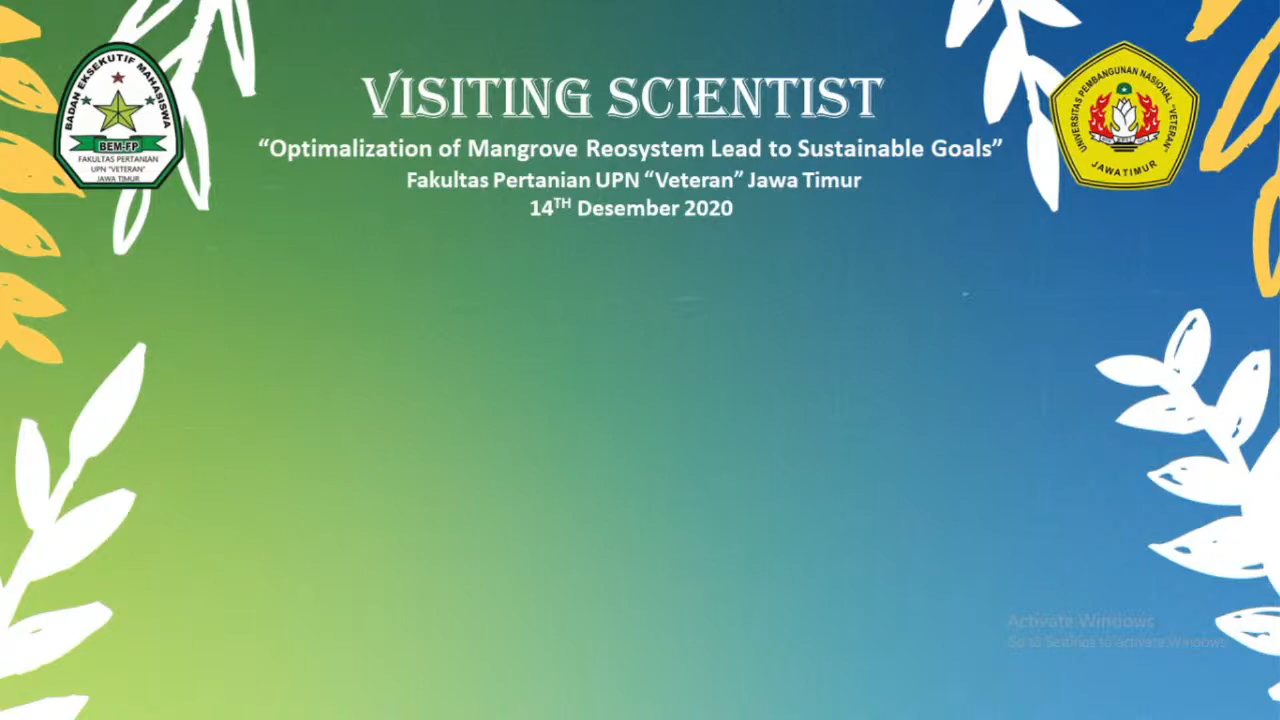 VISITING SCIENTIST
“Optimalization of Mangrove Reosystem Lead to Sustainable Goals”
Fakultas Pertanian UPN “Veteran” Jawa Timur
14TH Desember 2020
BADAN EKSEKUTIF MAHASISWA
BEM-FP
FAKULTAS PERTANIAN
UPN "VETERAN"
JAWA TIMUR
UNIVERSITAS PEMBANGUNAN NASIONAL "VETERAN"
JAWA TIMUR
Activate Windows
Go to Settings to activate Windows.